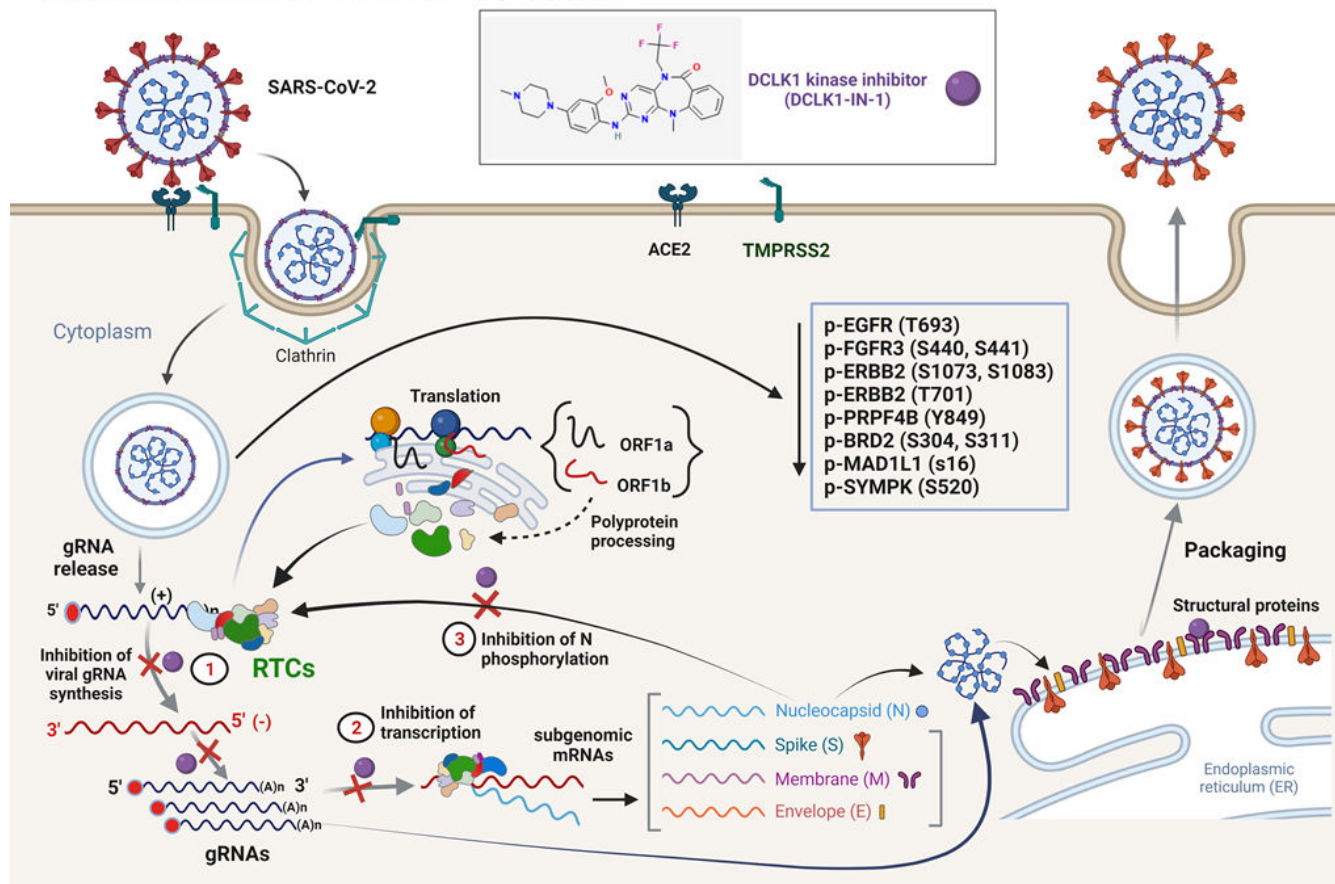 SARS-CoV-2
F
F
F
N
O
O
N
N
N
N
N
N
H
DCLK1 kinase inhibitor
(DCLK1-IN-1)
ACE2
TMPRSS2
Cytoplasm
Clathrin
p-EGFR (T693)
p-FGFR3 (S440, S441)
p-ERBB2 (S1073, S1083)
p-ERBB2 (T701)
p-PRPF4B (Y849)
p-BRD2 (S304, S311)
p-MAD1L1 (s16)
p-SYMPK (S520)
Translation
ORF1a
ORF1b
Polyprotein
processing
gRNA
release
5' (+) )n
RTCs
Inhibition of
viral gRNA
synthesis
1
3 Inhibition of N
phosphorylation
Packaging
Structural proteins
3' 5' (-)
2 Inhibition of
transcription
subgenomic
mRNAs
Nucleocapsid (N)
Spike (S)
Membrane (M)
Envelope (E)
Endoplasmic
reticulum (ER)
5' (A)n 3'
(A)n
(A)n
gRNAs